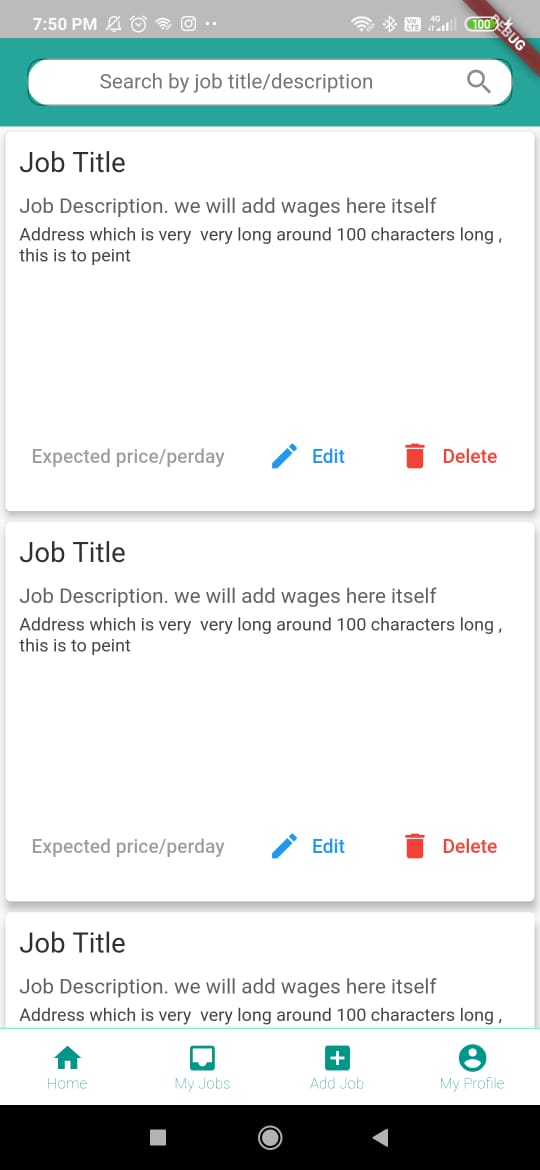 7:50 PM
Vo
LTE
4G
100
DEBUG
Search by job title/description
Job Title
Job Description. we will add wages here itself
Address which is very  very long around 100 characters long ,
this is to peint
Expected price/perday
Edit
Delete
Job Title
Job Description. we will add wages here itself
Address which is very  very long around 100 characters long ,
this is to peint
Expected price/perday
Edit
Delete
Job Title
Job Description. we will add wages here itself
Address which is very  very long around 100 characters long ,
Home
My Jobs
Add Job
My Profile